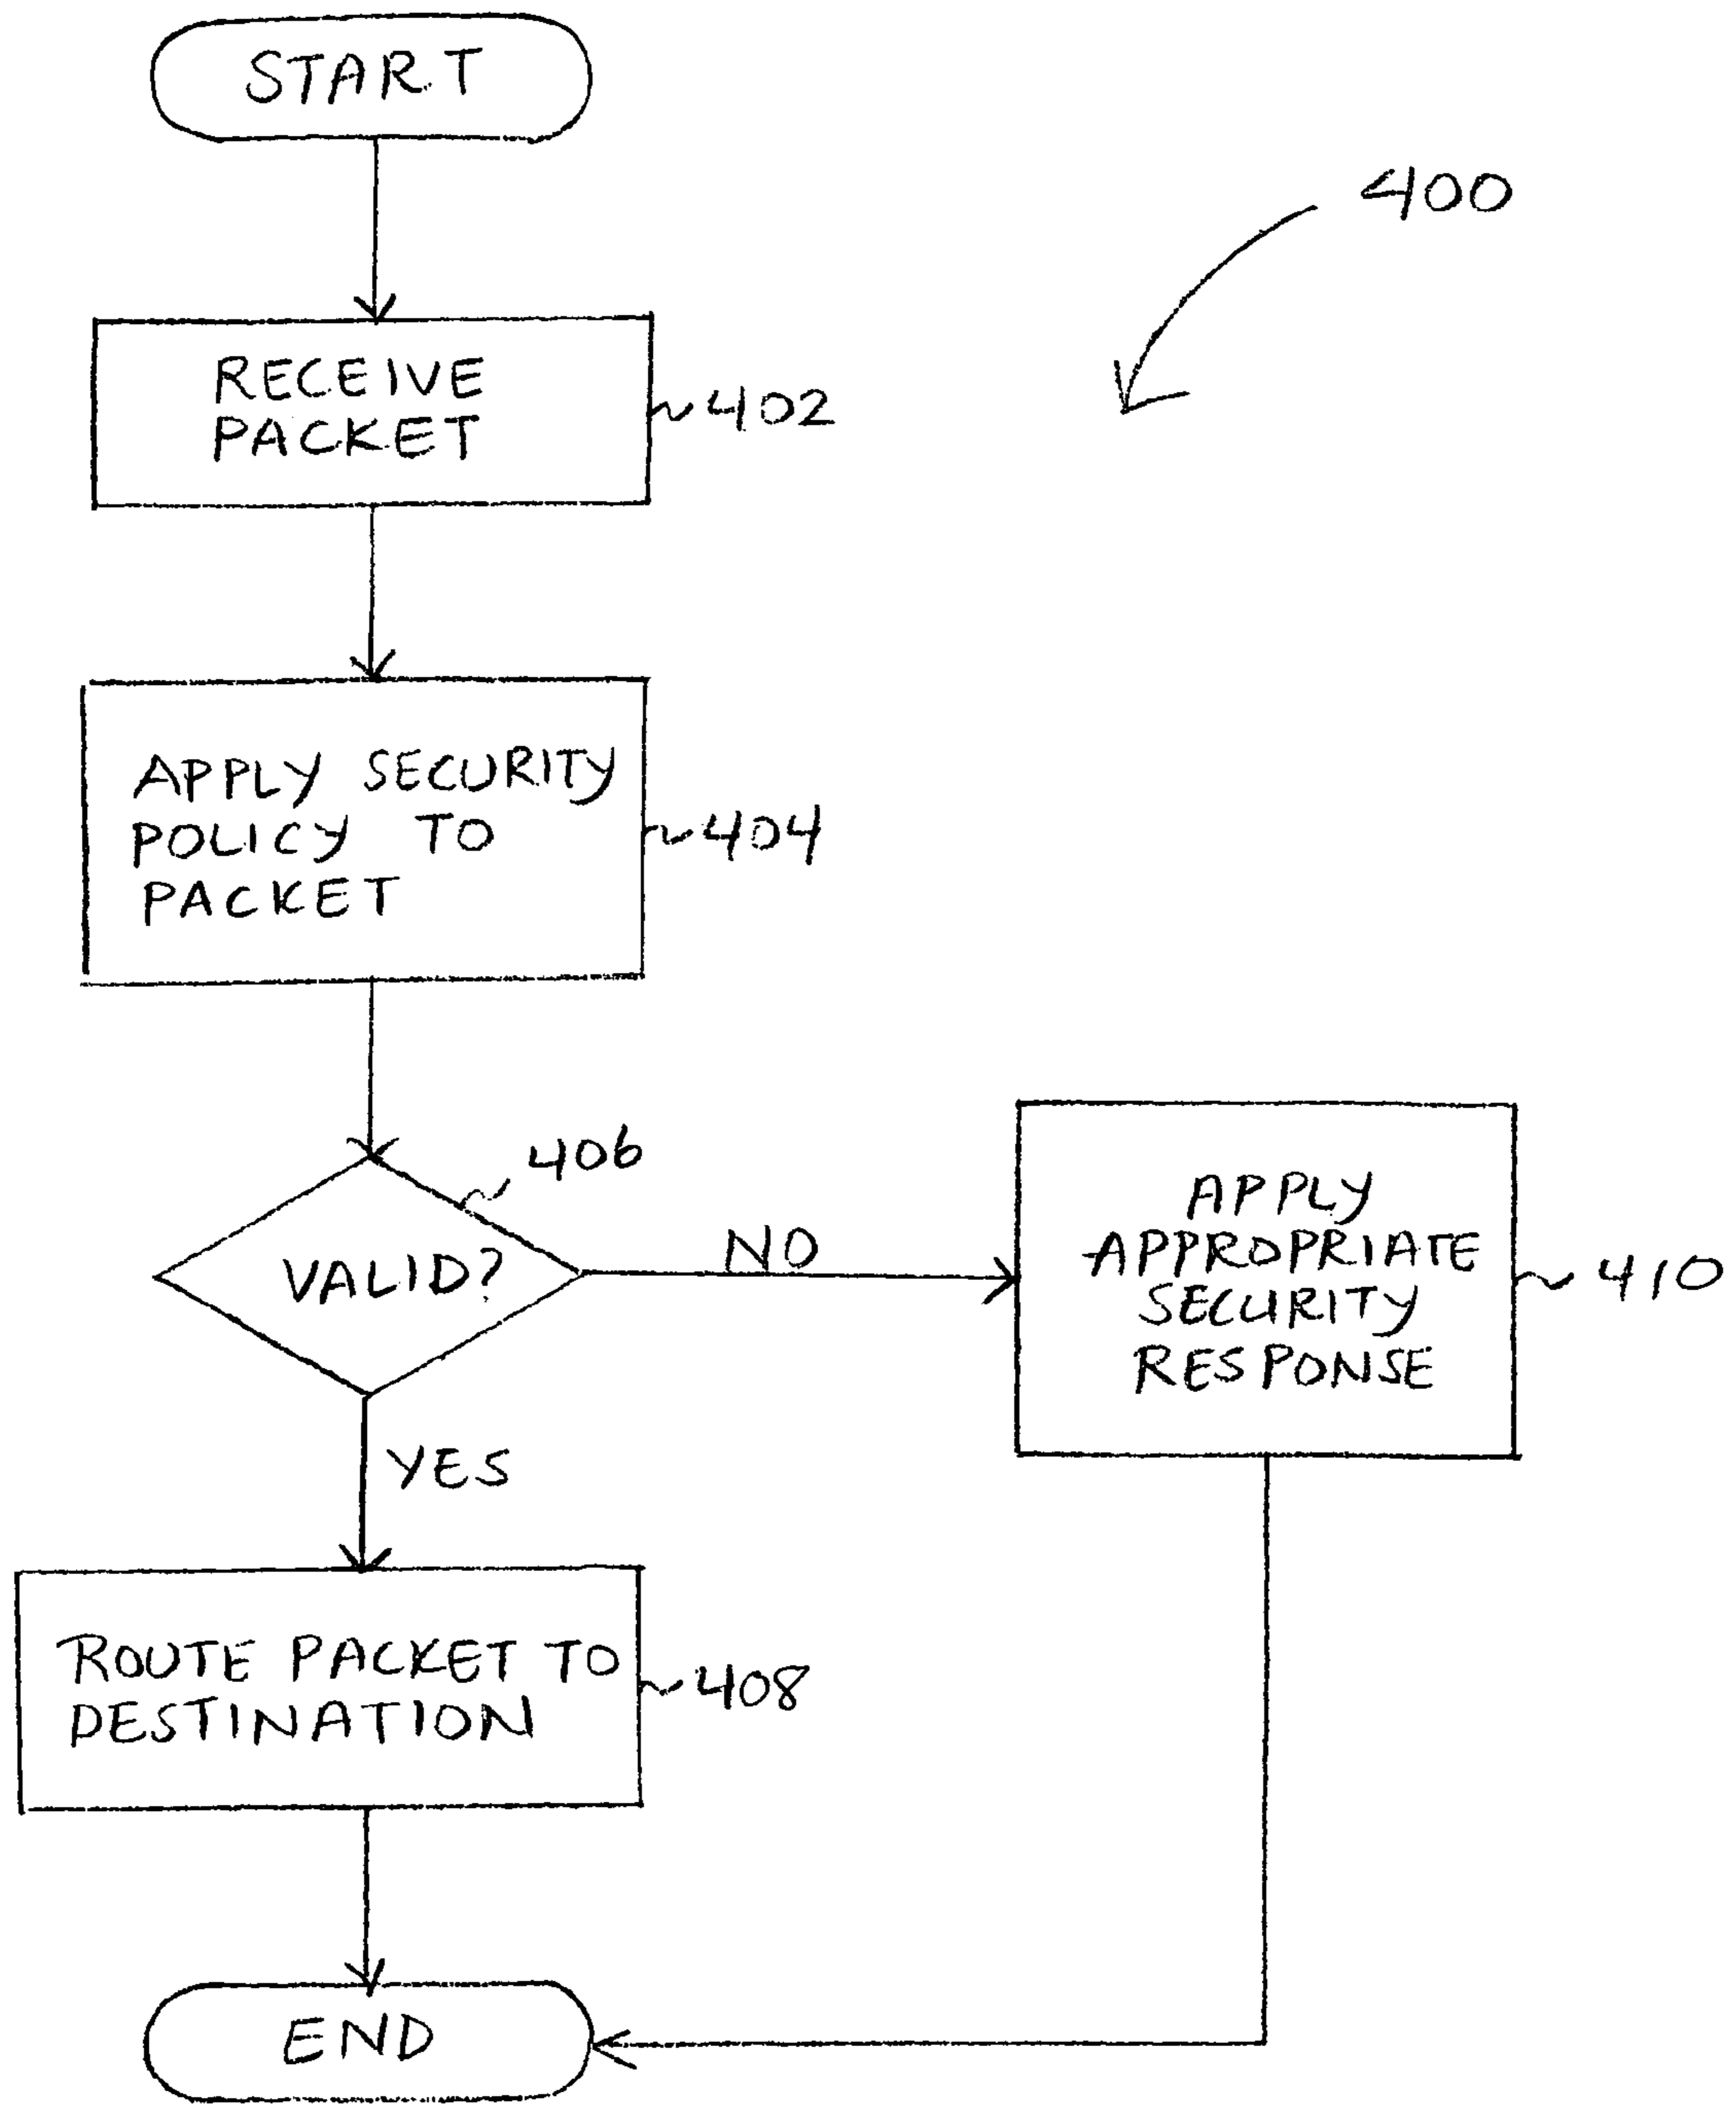 START
400
RECEIVE
PACKET
402
APPLY SECURITY
POLICY TO
PACKET
404
406
VALID?
NO
APPLY
APPROPRIATE
SECURITY
RESPONSE
410
YES
ROUTE PACKET TO
DESTINATION
408
END